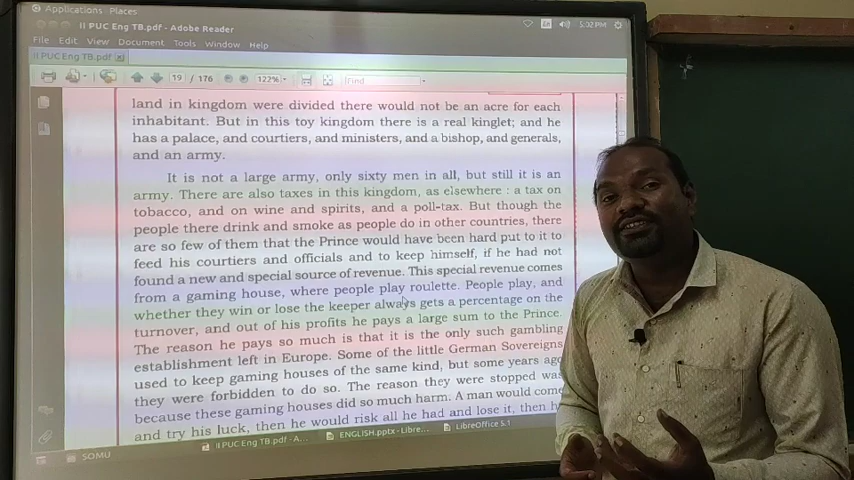 Applications Places
En 5:02 PM
II PUC Eng TB.pdf - Adobe Reader
File Edit View Document Tools Window Help
II PUC Eng TB.pdf
19 / 176 122% Find
land in kingdom were divided there would not be an acre for each
inhabitant. But in this toy kingdom there is a real kinglet; and he
has a palace, and courtiers, and ministers, and a bishop, and generals,
and an army.
It is not a large army, only sixty men in all, but still it is an
army. There are also taxes in this kingdom, as elsewhere : a tax on
tobacco, and on wine and spirits, and a poll-tax. But though the
people there drink and smoke as people do in other countries, there
are so few of them that the Prince would have been hard put to it to
feed his courtiers and officials and to keep himself, if he had not
found a new and special source of revenue. This special revenue comes
from a gaming house, where people play roulette. People play, and
whether they win or lose the keeper always gets a percentage on the
turnover, and out of his profits he pays a large sum to the Prince.
The reason he pays so much is that it is the only such gambling
establishment left in Europe. Some of the little German Sovereigns
used to keep gaming houses of the same kind, but some years ago
they were forbidden to do so. The reason they were stopped was
because these gaming houses did so much harm. A man would come
and try his luck, then he would risk all he had and lose it, then h
SOMU II PUC Eng TB.pdf - A... ENGLISH.pptx - Libre... LibreOffice 5.1